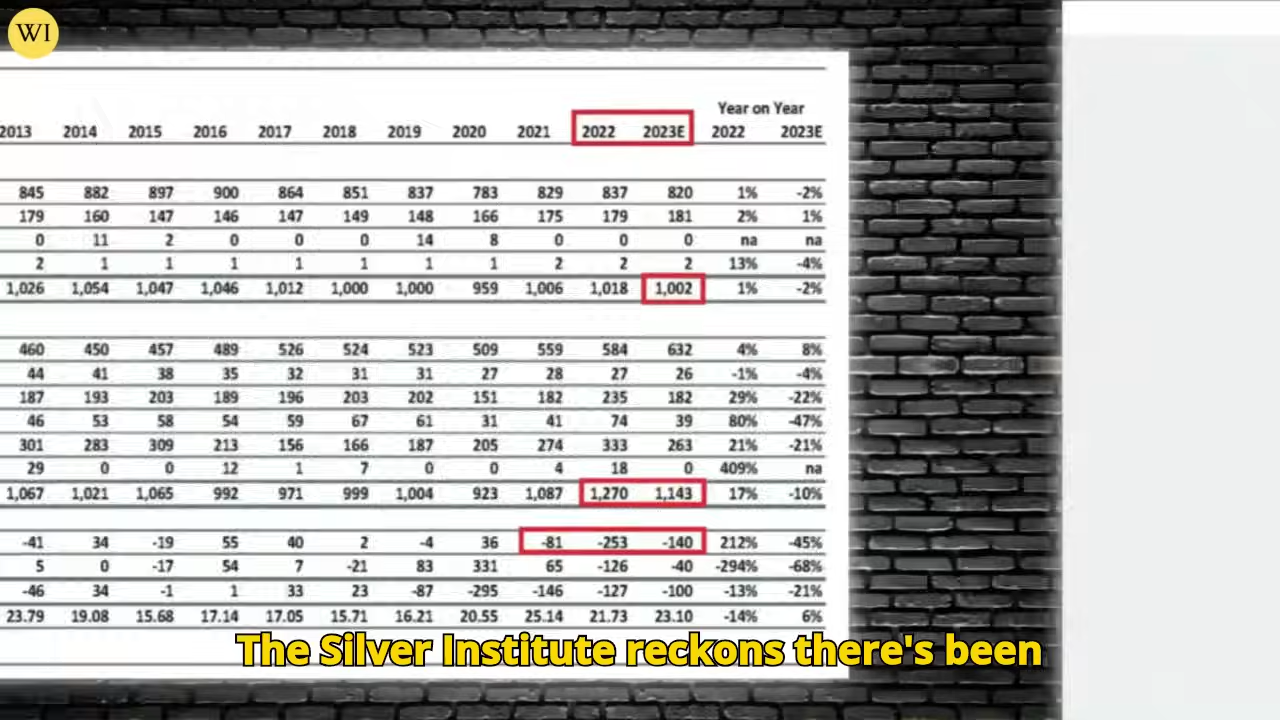 WI
Year on Year
2013 2014 2015 2016 2017 2018 2019 2020 2021 2022 2023E 2022 2023E
845 882 897 900 864 851 837 783 829 837 820 1% -2%
179 160 147 146 147 149 148 166 175 179 181 2% 1%
0 11 2 0 0 0 14 8 0 0 0 na na
2 1 1 1 1 1 1 1 2 2 2 13% -4%
1,026 1,054 1,047 1,046 1,012 1,000 1,000 959 1,006 1,018 1,002 1% -2%
460 450 457 489 526 524 523 509 559 584 632 4% 8%
44 41 38 35 32 31 31 27 28 27 26 -1% -4%
187 193 203 189 196 203 202 151 182 235 182 29% -22%
46 53 58 54 59 67 61 31 41 74 39 80% -47%
301 283 309 213 156 166 187 205 274 333 263 21% -21%
29 0 0 12 1 7 0 0 4 18 0 409% na
1,067 1,021 1,065 992 971 999 1,004 923 1,087 1,270 1,143 17% -10%
-41 34 -19 55 40 2 -4 36 -81 -253 -140 212% -45%
5 0 -17 54 7 -21 83 331 65 -126 -40 -294% -68%
-46 34 -1 1 33 23 -87 -295 -146 -127 -100 -13% -21%
23.79 19.08 15.68 17.14 17.05 15.71 16.21 20.55 25.14 21.73 23.10 -14% 6%
The Silver Institute reckons there's been